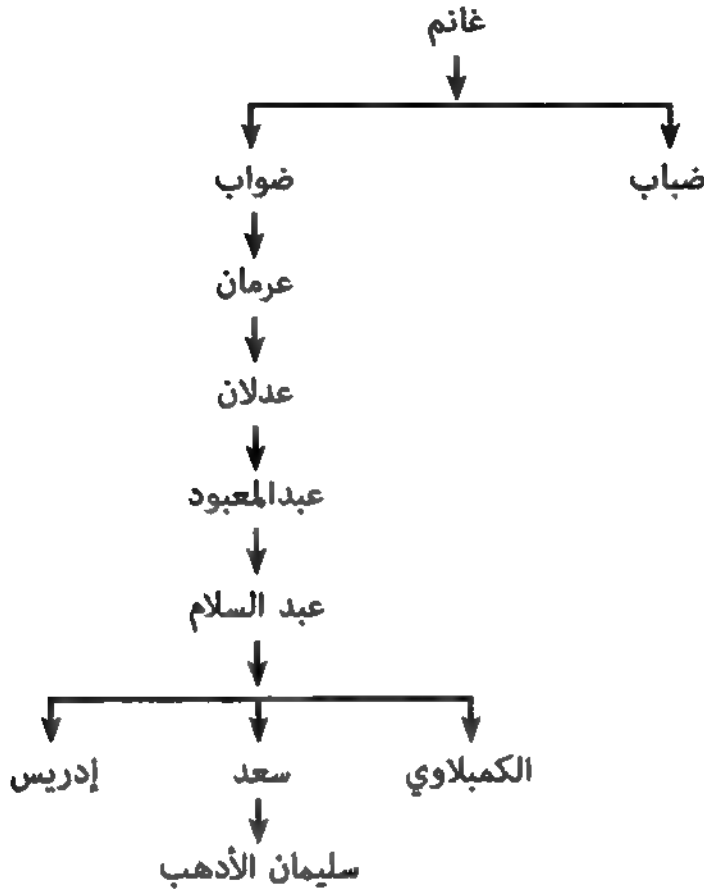 غانم
ضباب
ضواب
عرمان
عدلان
عبدالمعبود
عبد السلام
الكمبلاوي
سعد
إدريس
سليمان الأدهب